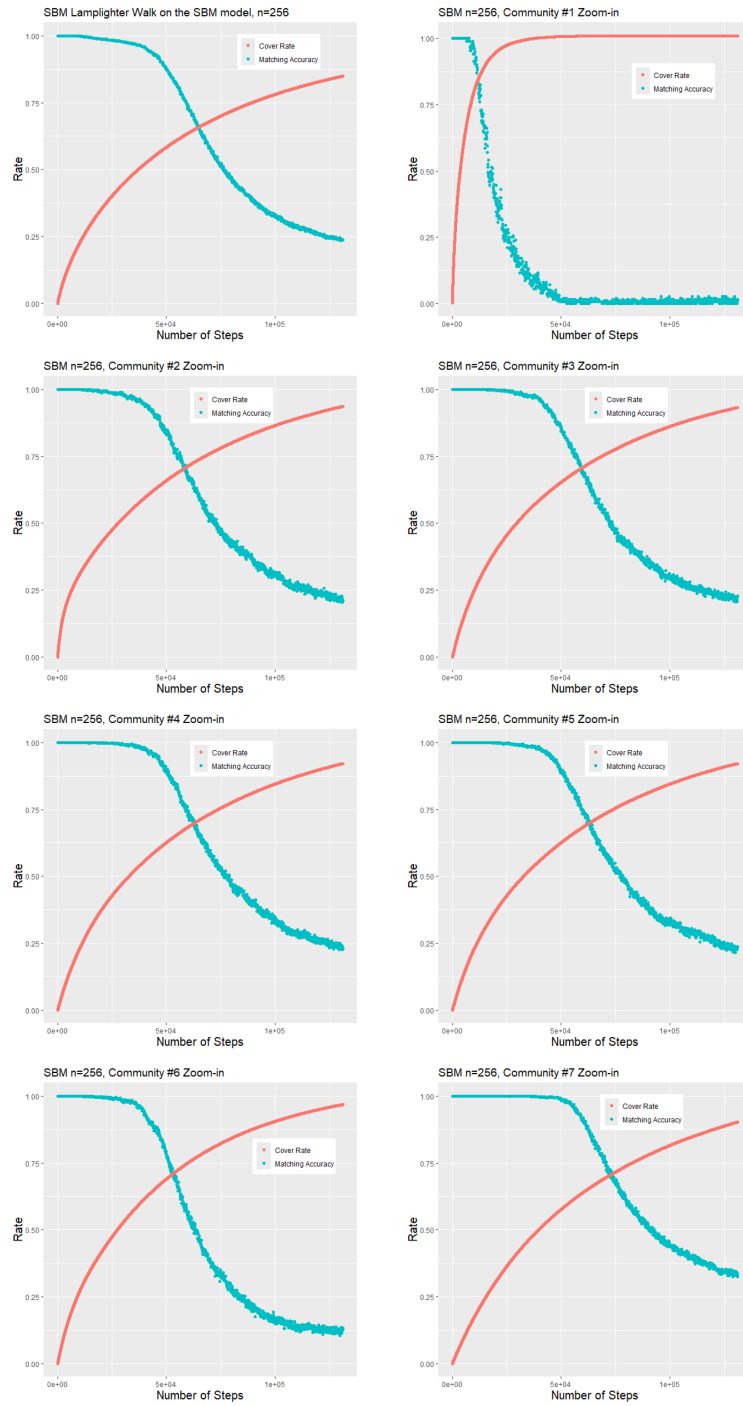 SBM Lamplighter Walk on the SBM model, n=256
1.00
0.75
0.50
0.25
0.00
Rate
Cover Rate
Matching Accuracy
0e+00
5e+04
1e+05
Number of Steps
SBM n=256, Community #1 Zoom-in
1.00
0.75
0.50
0.25
0.00
Rate
Cover Rate
Matching Accuracy
0e+00
5e+04
1e+05
Number of Steps
SBM n=256, Community #2 Zoom-in
1.00
0.75
0.50
0.25
0.00
Rate
Cover Rate
Matching Accuracy
0e+00
5e+04
1e+05
Number of Steps
SBM n=256, Community #3 Zoom-in
1.00
0.75
0.50
0.25
0.00
Rate
Cover Rate
Matching Accuracy
0e+00
5e+04
1e+05
Number of Steps
SBM n=256, Community #4 Zoom-in
1.00
0.75
0.50
0.25
0.00
Rate
Cover Rate
Matching Accuracy
0e+00
5e+04
1e+05
Number of Steps
SBM n=256, Community #5 Zoom-in
1.00
0.75
0.50
0.25
0.00
Rate
Cover Rate
Matching Accuracy
0e+00
5e+04
1e+05
Number of Steps
SBM n=256, Community #6 Zoom-in
1.00
0.75
0.50
0.25
0.00
Rate
Cover Rate
Matching Accuracy
0e+00
5e+04
1e+05
Number of Steps
SBM n=256, Community #7 Zoom-in
1.00
0.75
0.50
0.25
0.00
Rate
Cover Rate
Matching Accuracy
0e+00
5e+04
1e+05
Number of Steps